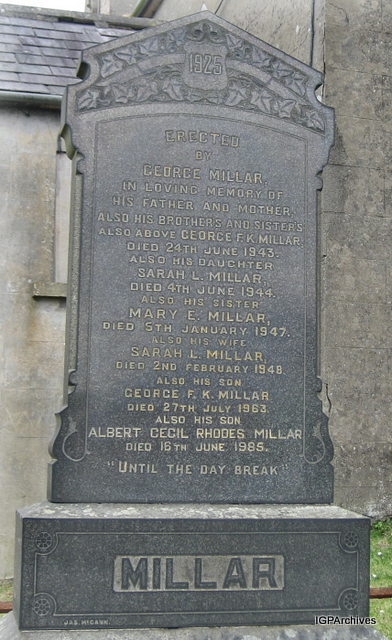 1925
ERECTED
BY
GEORGE MILLAR,
IN LOVING MEMORY OF
HIS FATHER AND MOTHER,
ALSO HIS BROTHERS AND SISTERS
ALSO ABOVE GEORGE F.K. MILLAR
DIED 24TH JUNE 1943.
ALSO HIS DAUGHTER
SARAH L. MILLAR,
DIED 4TH JUNE 1944.
ALSO HIS SISTER
MARY E. MILLAR,
DIED 5TH JANUARY 1947.
ALSO HIS WIFE
SARAH L. MILLAR,
DIED 2ND FEBRUARY 1948.
ALSO HIS SON
GEORGE F. K. MILLAR
DIED 27TH JULY 1963.
ALSO HIS SON
ALBERT CECIL RHODES MILLAR
DIED 16TH JUNE 1985.
"UNTIL THE DAY BREAK"
MILLAR
JAS. McCANN.
IGPArchives